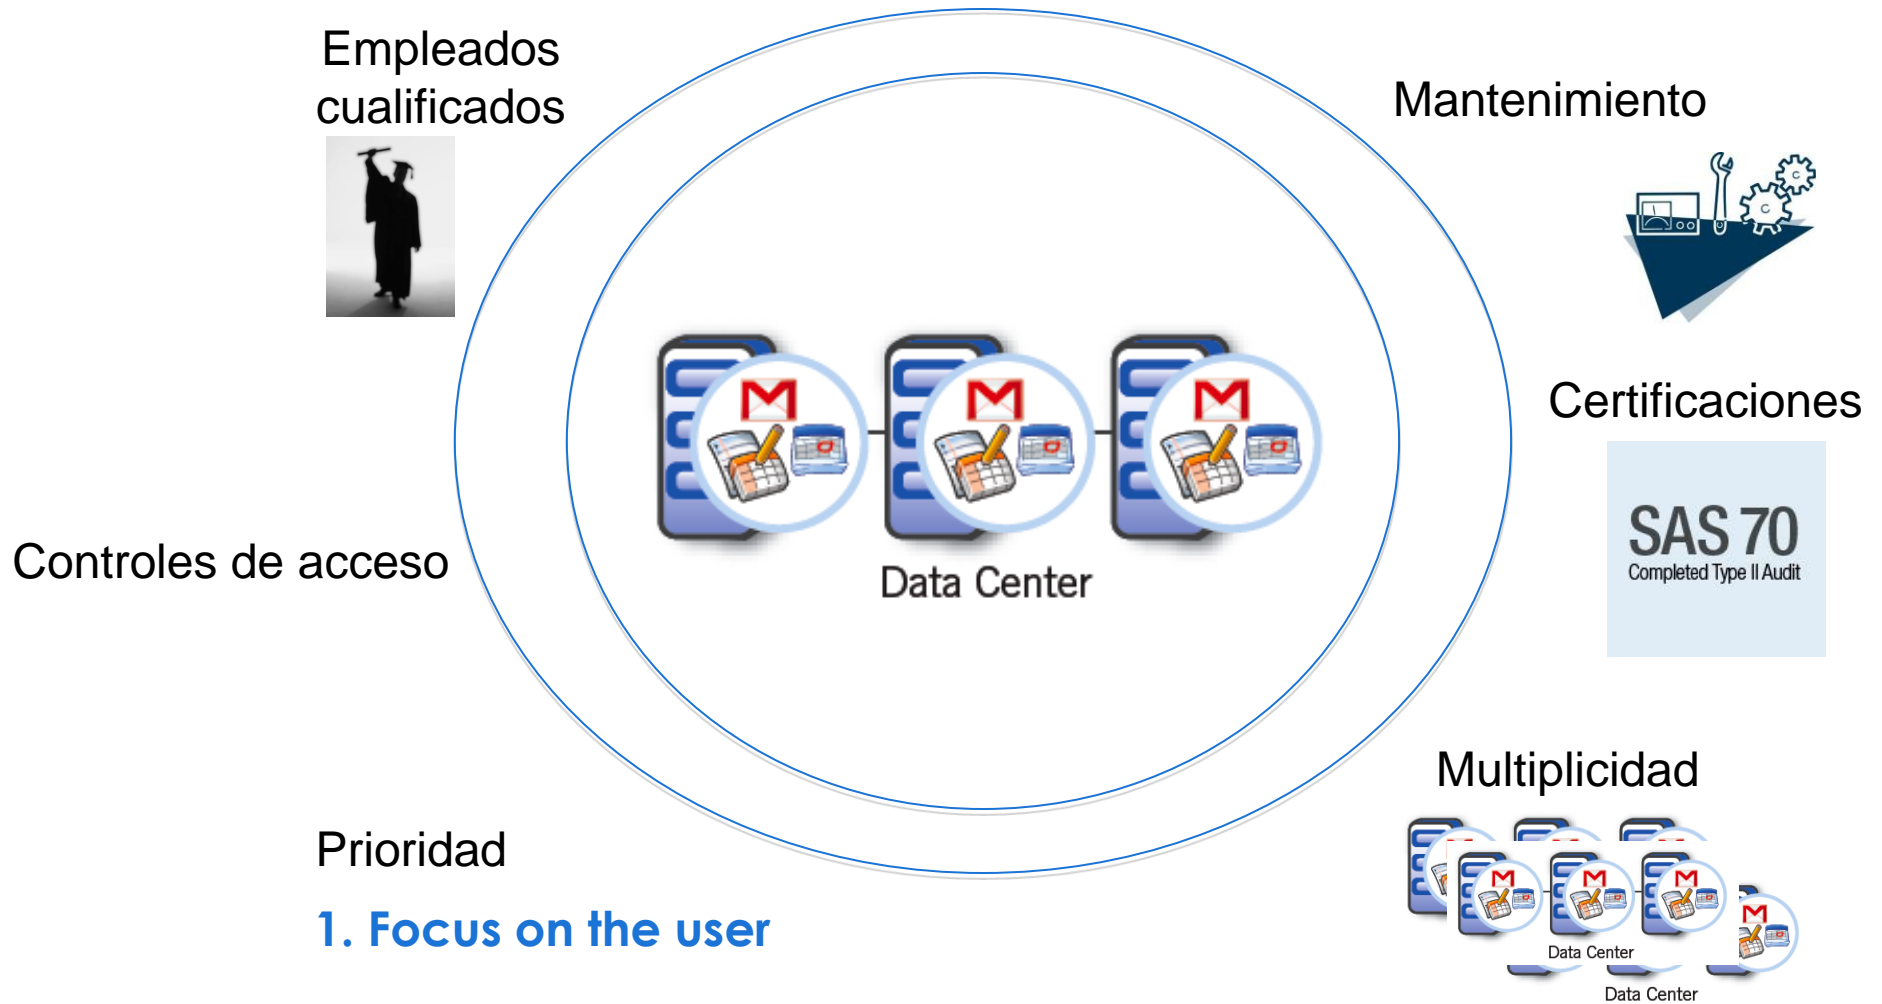 Empleados
cualificados
Mantenimiento
Certificaciones
SAS 70
Completed Type II Audit
Controles de acceso
Data Center
Multiplicidad
Prioridad
1. Focus on the user
Data Center
Data Center